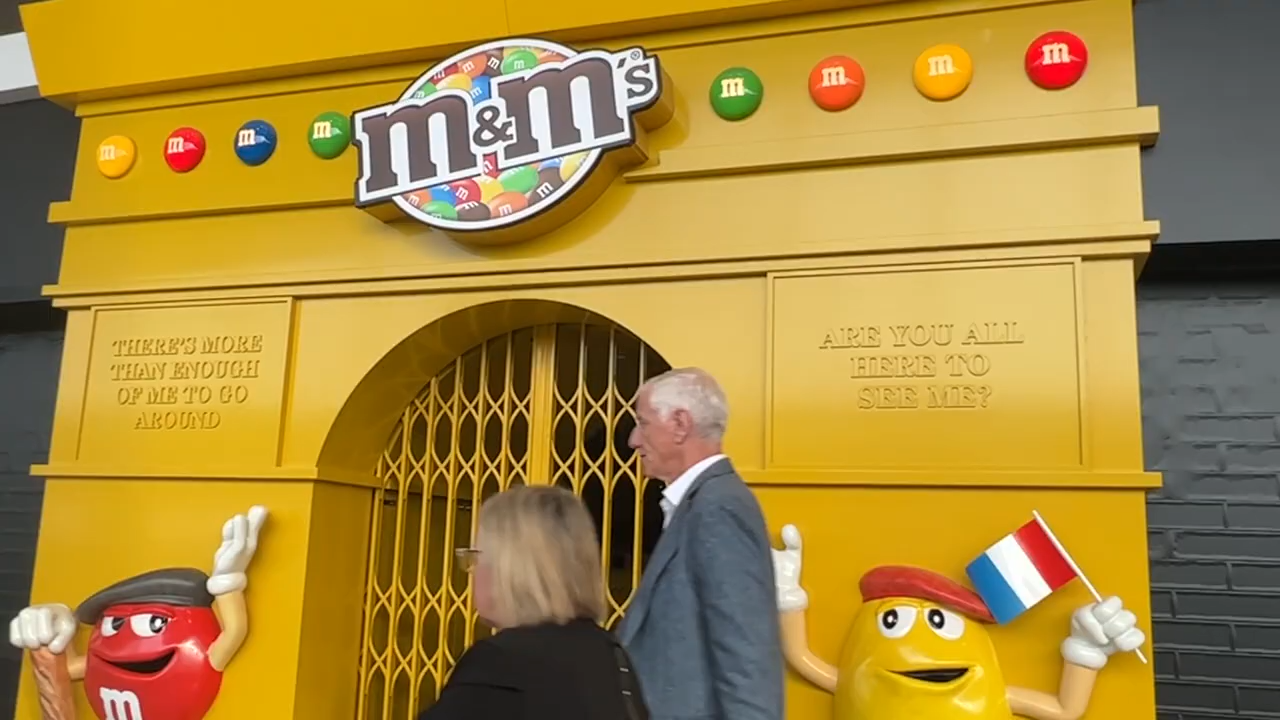 m&m's®
m m m m m m m m
THERE'S MORE
THAN ENOUGH
OF ME TO GO
AROUND
ARE YOU ALL
HERE TO
SEE ME?
m